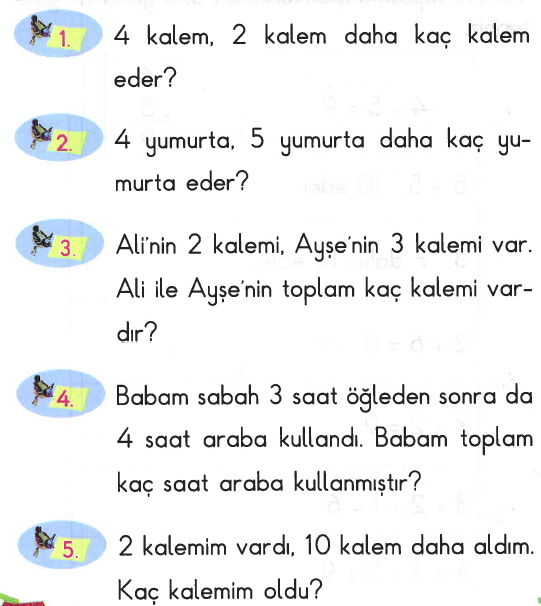 1. 4 kalem, 2 kalem daha kaç kalem
eder?
2. 4 yumurta, 5 yumurta daha kaç yu-
murta eder?
3. Ali'nin 2 kalemi, Ayşe'nin 3 kalemi var.
Ali ile Ayşe'nin toplam kaç kalemi var-
dır?
4. Babam sabah 3 saat öğleden sonra da
4 saat araba kullandı. Babam toplam
kaç saat araba kullanmıştır?
5. 2 kalemim vardı, 10 kalem daha aldım.
Kaç kalemim oldu?